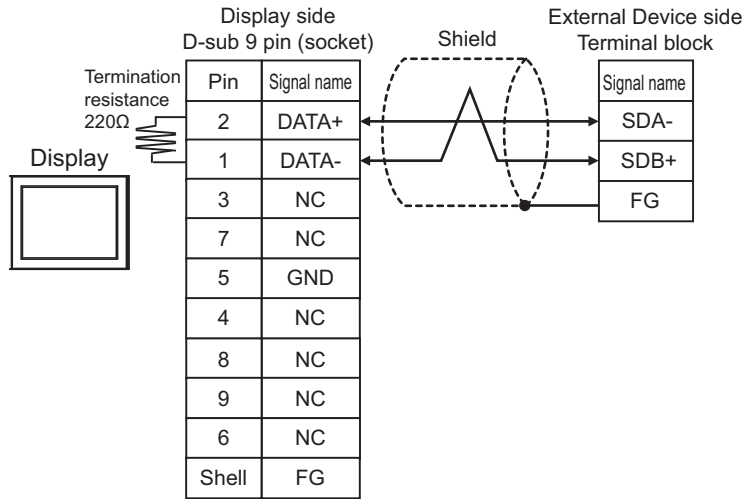 Display side
D-sub 9 pin (socket)
Shield
External Device side
Terminal block
Termination
resistance
220Ω
Display
Pin Signal name
2 DATA+
1 DATA-
3 NC
7 NC
5 GND
4 NC
8 NC
9 NC
6 NC
Shell FG
Signal name
SDA-
SDB+
FG